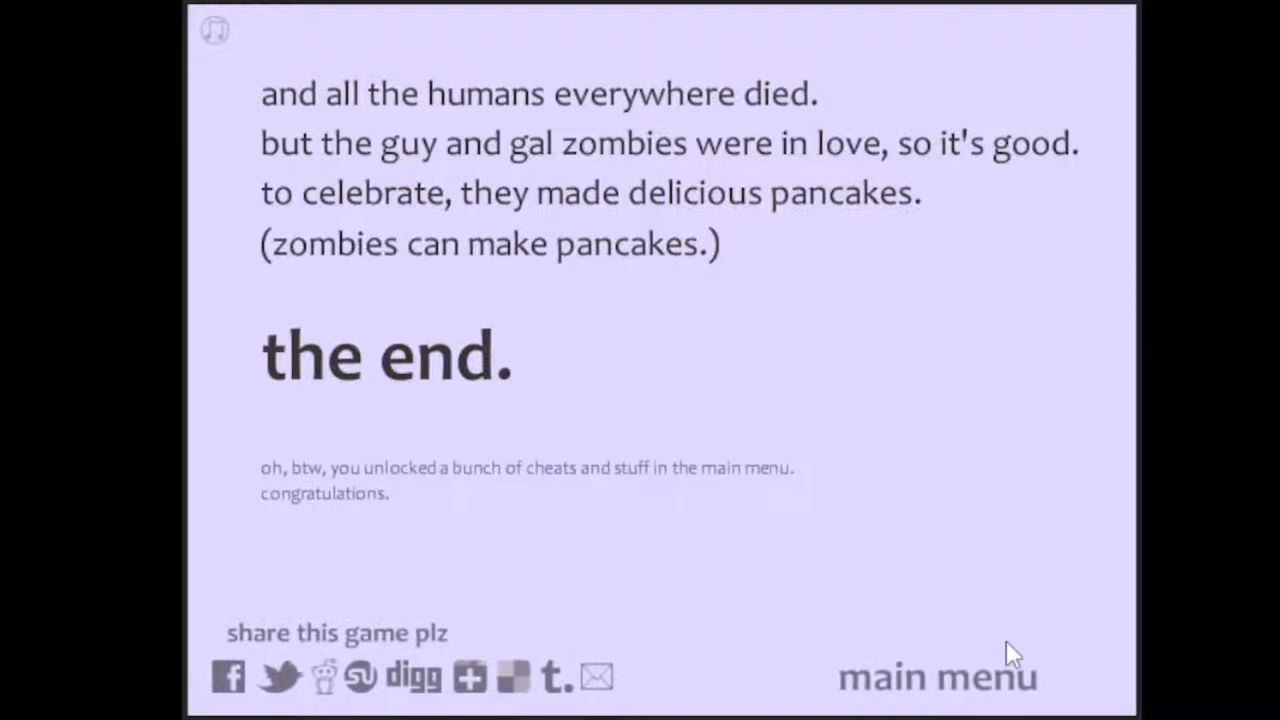 and all the humans everywhere died.
but the guy and gal zombies were in love, so it's good.
to celebrate, they made delicious pancakes.
(zombies can make pancakes.)
the end.
oh, btw, you unlocked a bunch of cheats and stuff in the main menu.
congratulations.
share this game plz
digg
t.
main menu